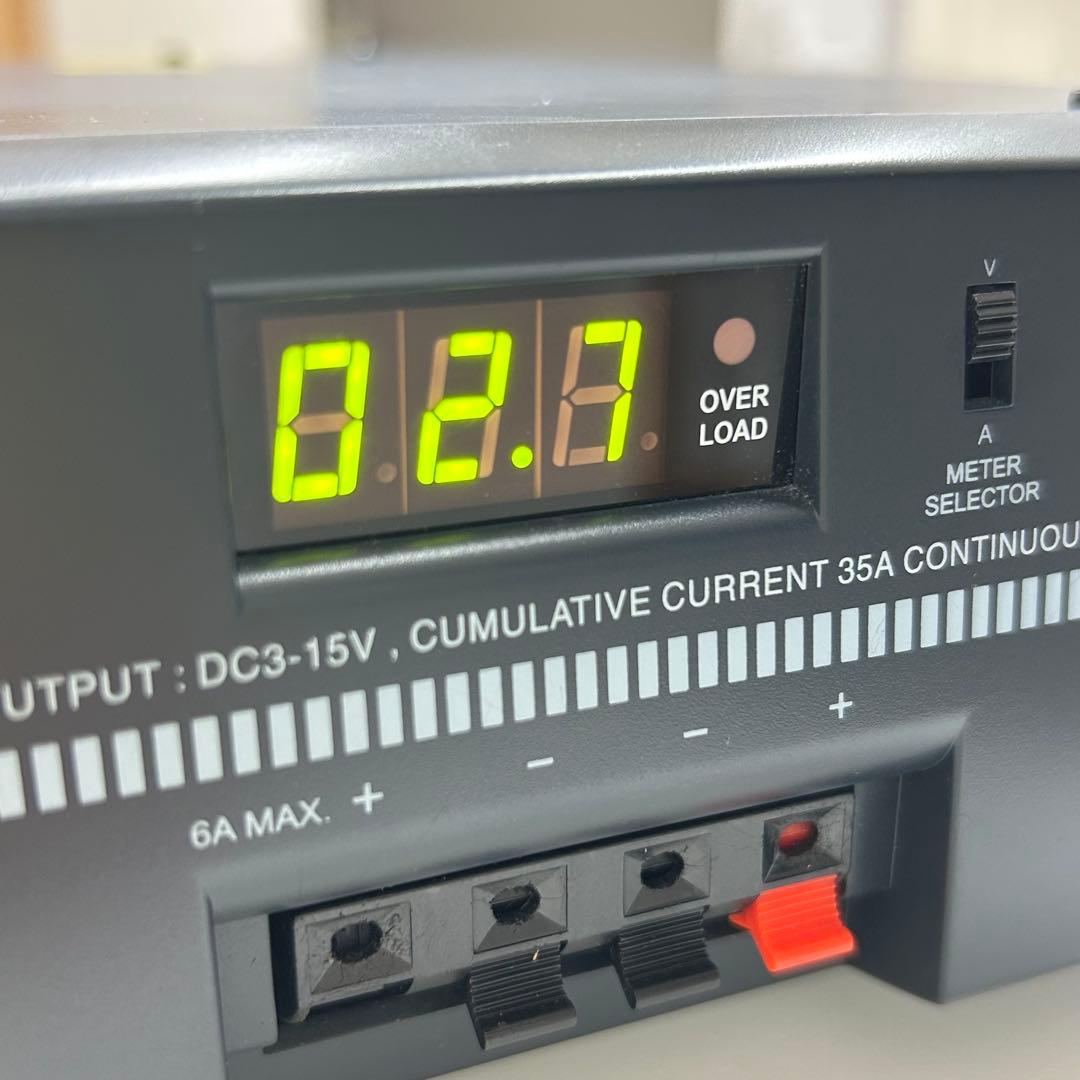 V
02.7
OVER
LOAD
A
METER
SELECTOR
UTPUT : DC3-15V , CUMULATIVE CURRENT 35A CONTINUOU
6A MAX. + − − +